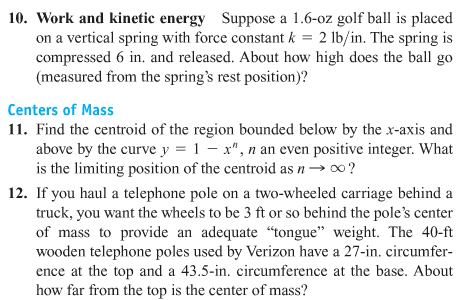 10. Work and kinetic energy Suppose a 1.6-oz golf ball is placed
on a vertical spring with force constant k = 2 lb/in. The spring is
compressed 6 in. and released. About how high does the ball go
(measured from the spring's rest position)?
Centers of Mass
11. Find the centroid of the region bounded below by the x-axis and
above by the curve y = 1 − xⁿ, n an even positive integer. What
is the limiting position of the centroid as n → ∞?
12. If you haul a telephone pole on a two-wheeled carriage behind a
truck, you want the wheels to be 3 ft or so behind the pole's center
of mass to provide an adequate “tongue” weight. The 40-ft
wooden telephone poles used by Verizon have a 27-in. circumfer-
ence at the top and a 43.5-in. circumference at the base. About
how far from the top is the center of mass?